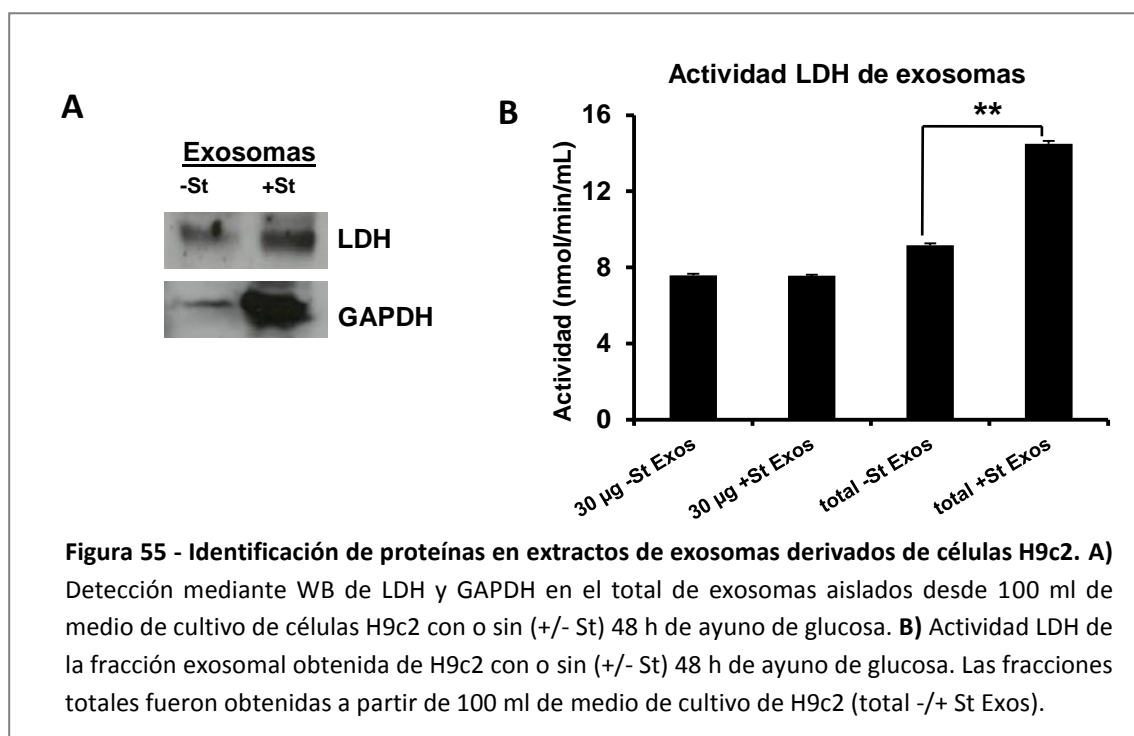 A
Exosomas
-St +St
LDH
GAPDH
B
Actividad LDH de exosomas
**
Actividad (nmol/min/mL)
16
12
8
4
0
30 µg -St Exos
30 µg +St Exos
total -St Exos
total +St Exos
Figura 55 - Identificación de proteínas en extractos de exosomas derivados de células H9c2. A)
Detección mediante WB de LDH y GAPDH en el total de exosomas aislados desde 100 ml de
medio de cultivo de células H9c2 con o sin (+/- St) 48 h de ayuno de glucosa. B) Actividad LDH de
la fracción exosomal obtenida de H9c2 con o sin (+/- St) 48 h de ayuno de glucosa. Las fracciones
totales fueron obtenidas a partir de 100 ml de medio de cultivo de H9c2 (total -/+ St Exos).